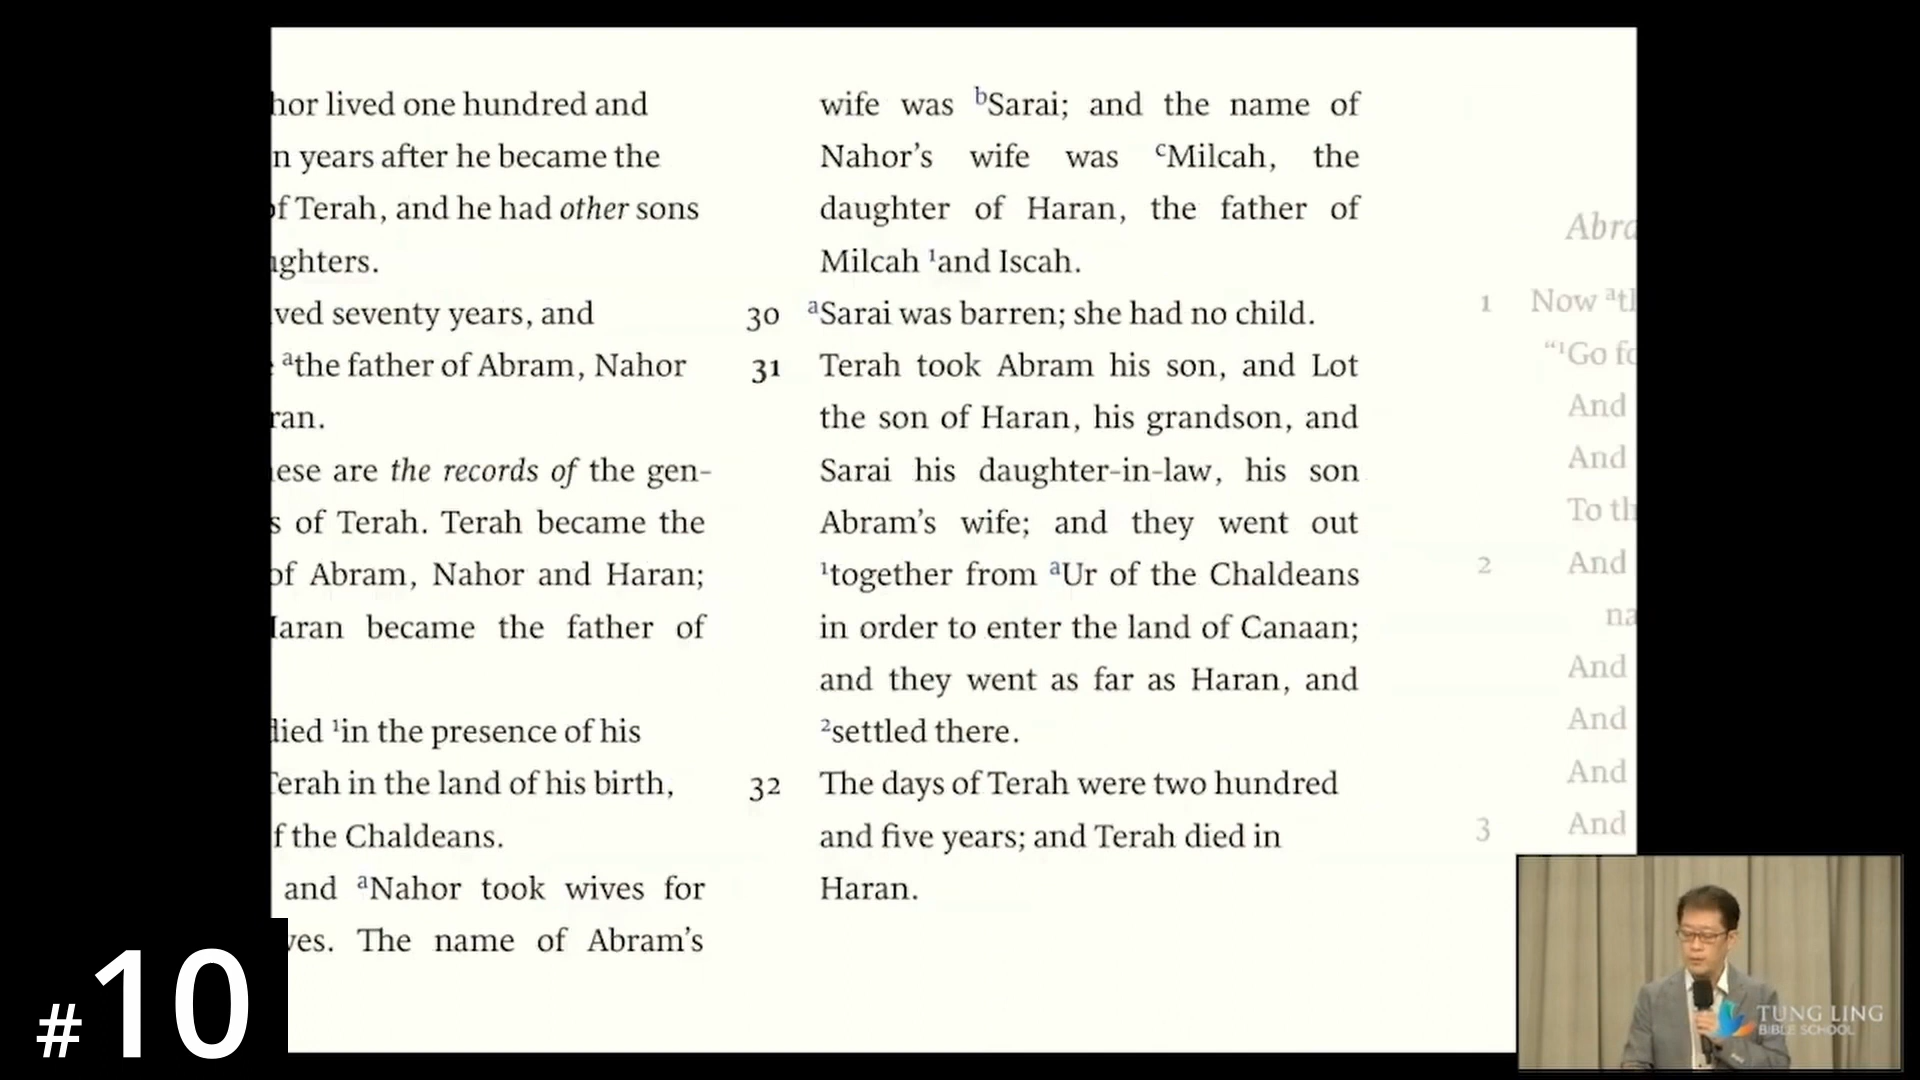 hor lived one hundred and
n years after he became the
of Terah, and he had other sons
ghters.
ved seventy years, and
athe father of Abram, Nahor
ran.
ese are the records of the gen-
s of Terah. Terah became the
of Abram, Nahor and Haran;
Haran became the father of
died 1in the presence of his
Terah in the land of his birth,
f the Chaldeans.
and aNahor took wives for
ves. The name of Abram's
wife was bSarai; and the name of
Nahor's wife was cMilcah, the
daughter of Haran, the father of
Milcah 1and Iscah.
30 aSarai was barren; she had no child.
31 Terah took Abram his son, and Lot
the son of Haran, his grandson, and
Sarai his daughter-in-law, his son
Abram's wife; and they went out
1together from aUr of the Chaldeans
in order to enter the land of Canaan;
and they went as far as Haran, and
2settled there.
32 The days of Terah were two hundred
and five years; and Terah died in
Haran.
Abra
1 Now
"1Go
And
And
To
2 And
na
And
And
And
3 And
#10
TUNG LING
BIBLE SCHOOL